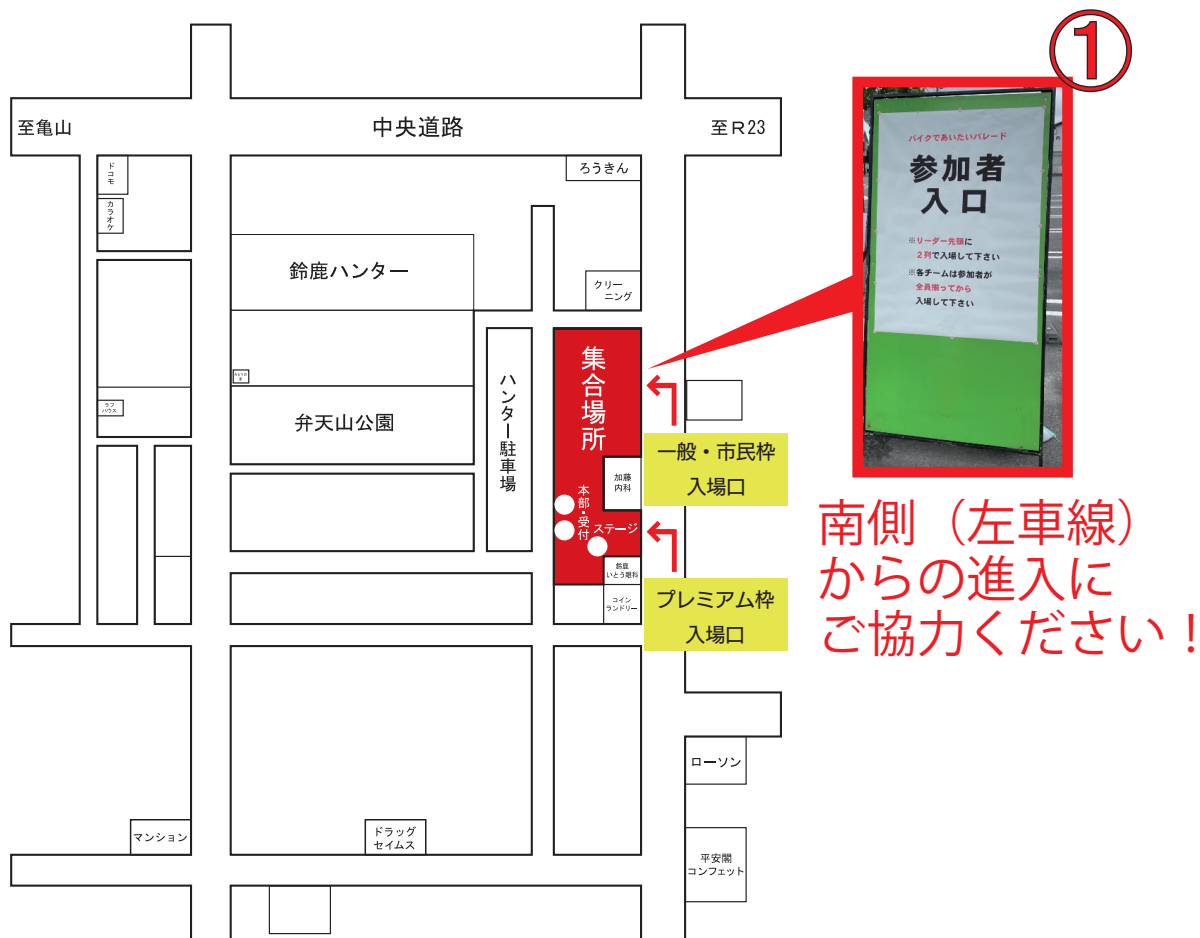 ①
至亀山
中央道路
至R23
ドコモ
カラオケ
ろうきん
鈴鹿ハンター
クリー
ニング
ラフ
ハウス
弁天山公園
ハンター駐車場
集合場所
加藤
内科
本部・受付
ステージ
鈴鹿
いとう眼科
コイン
ランドリー
一般・市民枠
入場口
プレミアム枠
入場口
バイクであいたいパレード
参加者
入口
※リーダー先頭に
2列で入場して下さい
※各チームは参加者が
全員揃ってから
入場して下さい
南側（左車線）
からの進入に
ご協力ください！
ローソン
マンション
ドラッグ
セイムス
平安閣
コンフェット